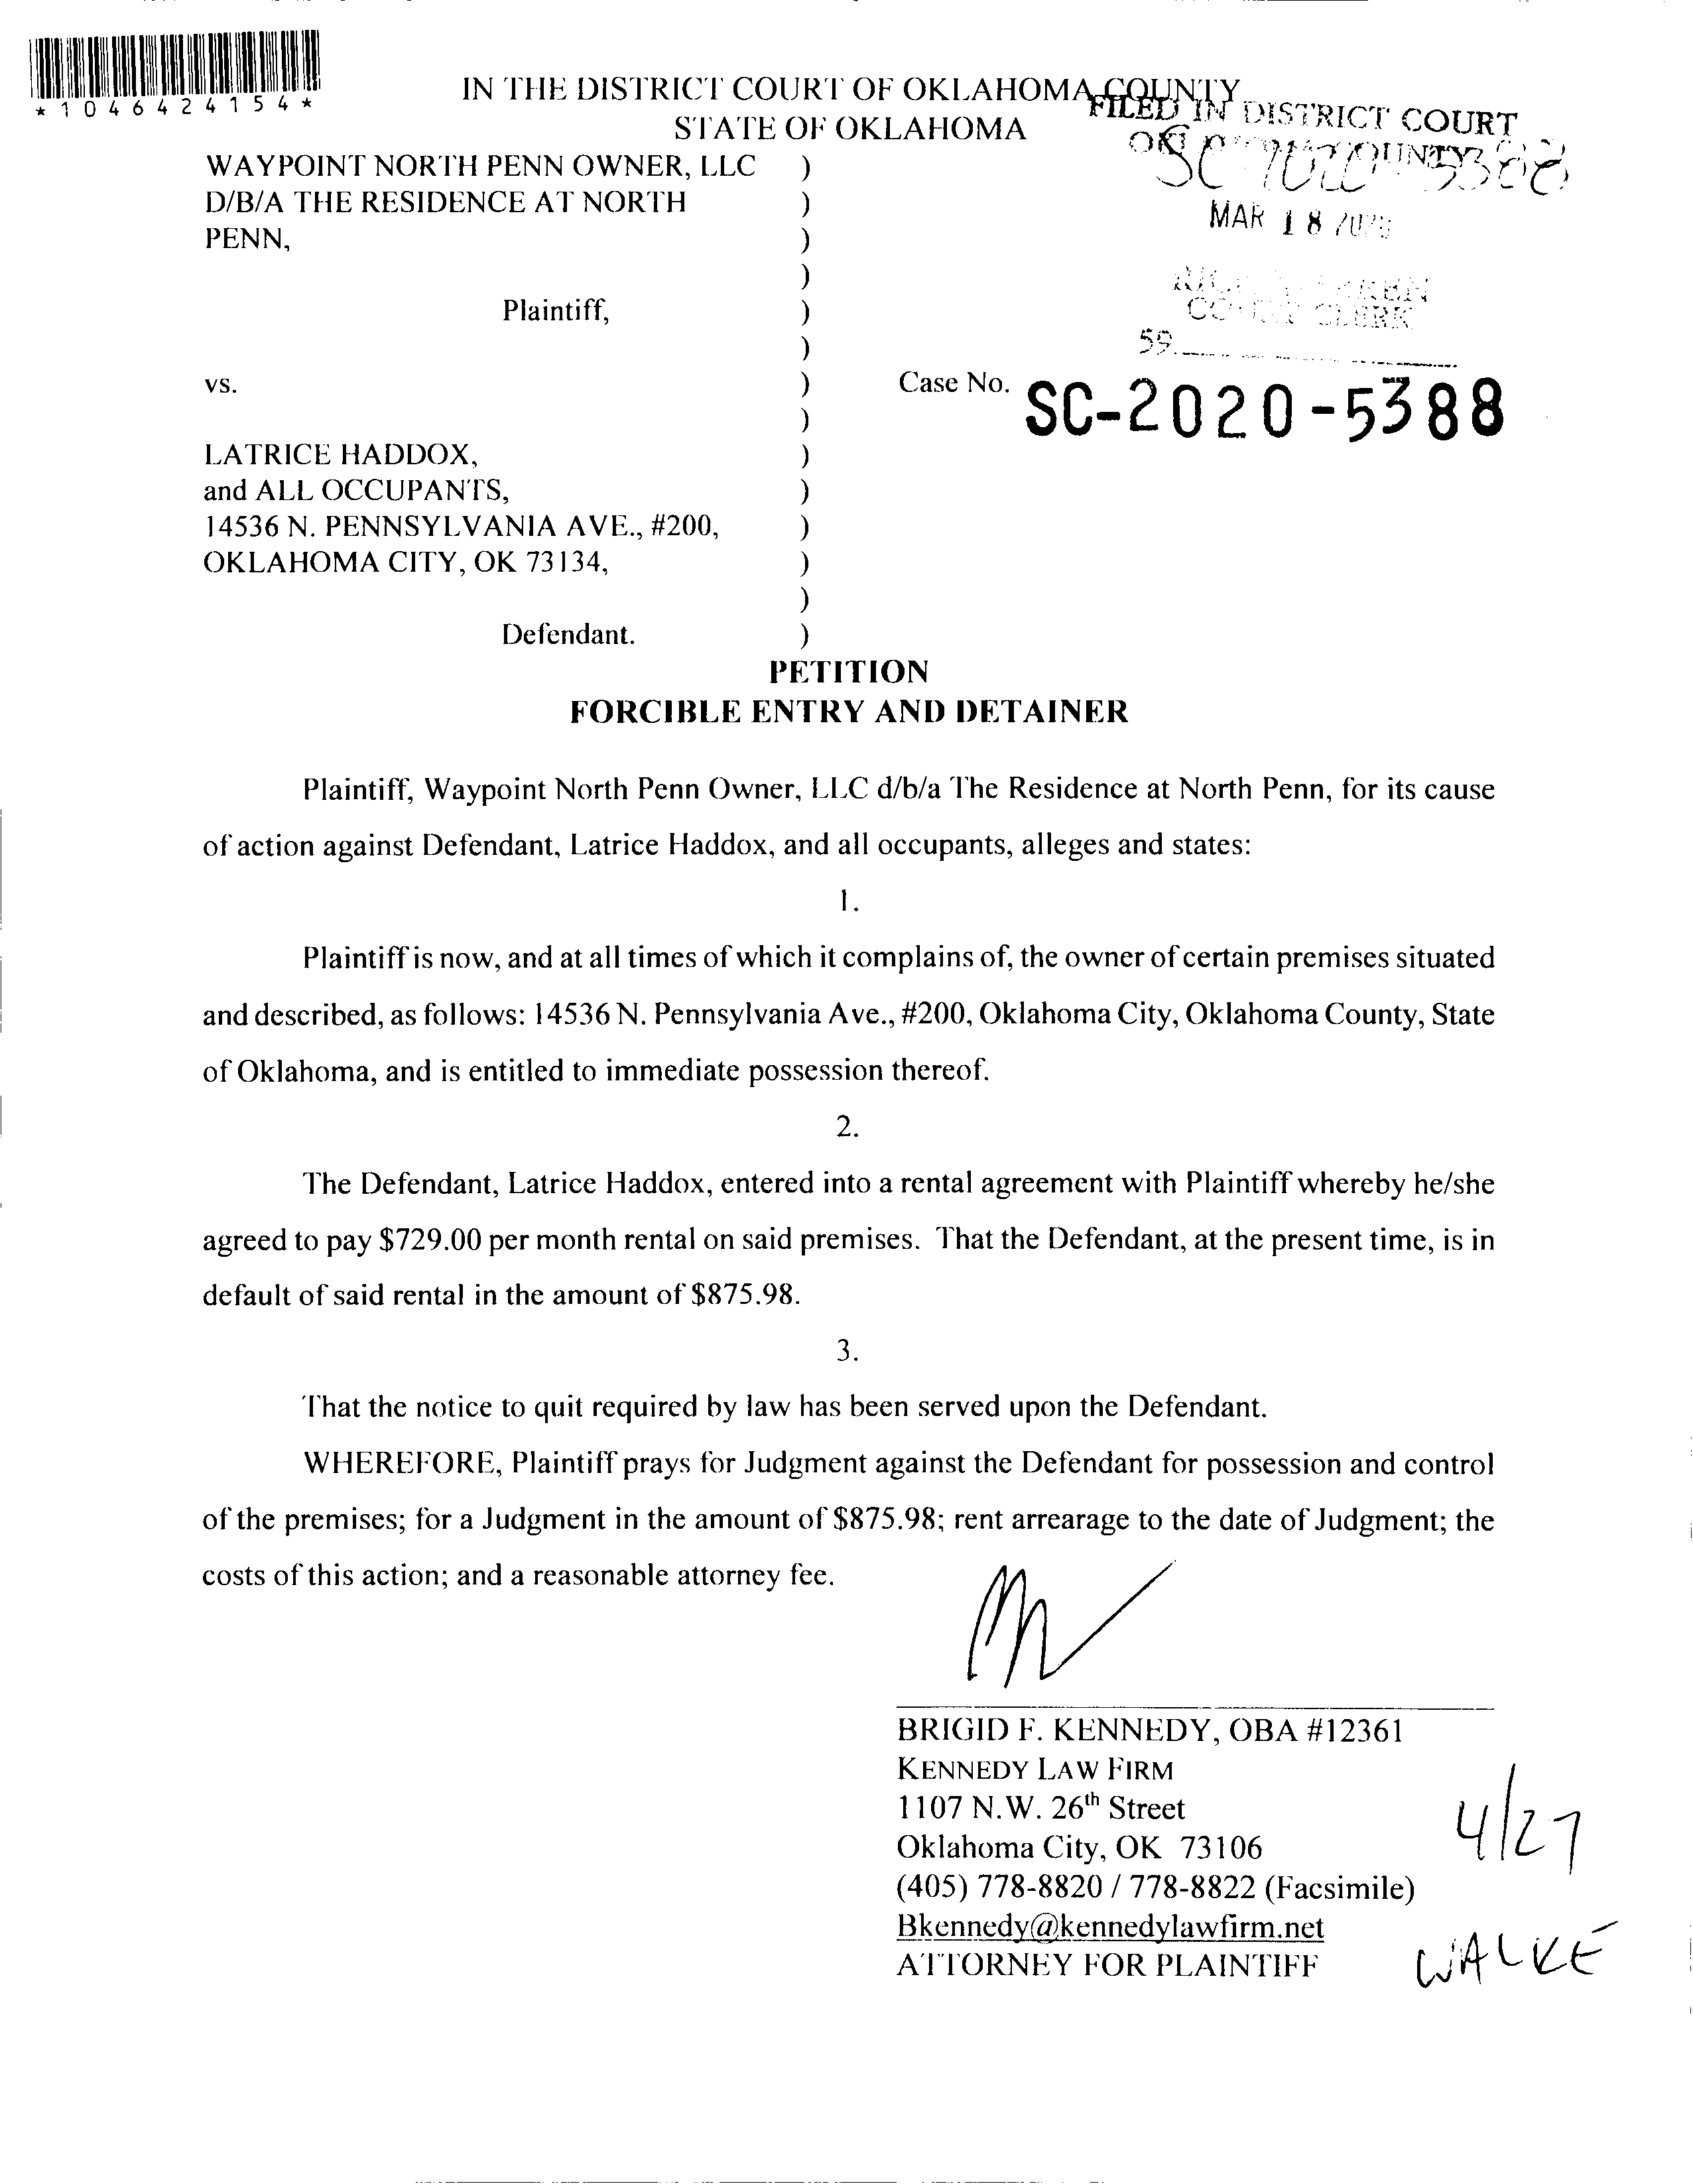 *1046424154*
IN THE DISTRICT COURT OF OKLAHOMA COUNTY
STATE OF OKLAHOMA
FILED IN DISTRICT COURT
COUNTY
MAR 18
COURT CLERK
59
WAYPOINT NORTH PENN OWNER, LLC )
D/B/A THE RESIDENCE AT NORTH )
PENN, )
)
Plaintiff, )
)
vs. ) Case No. SC-2020-5388
)
LATRICE HADDOX, )
and ALL OCCUPANTS, )
14536 N. PENNSYLVANIA AVE., #200, )
OKLAHOMA CITY, OK 73134, )
)
Defendant. )
PETITION
FORCIBLE ENTRY AND DETAINER
Plaintiff, Waypoint North Penn Owner, LLC d/b/a The Residence at North Penn, for its cause
of action against Defendant, Latrice Haddox, and all occupants, alleges and states:
1.
Plaintiff is now, and at all times of which it complains of, the owner of certain premises situated
and described, as follows: 14536 N. Pennsylvania Ave., #200, Oklahoma City, Oklahoma County, State
of Oklahoma, and is entitled to immediate possession thereof.
2.
The Defendant, Latrice Haddox, entered into a rental agreement with Plaintiff whereby he/she
agreed to pay $729.00 per month rental on said premises. That the Defendant, at the present time, is in
default of said rental in the amount of $875.98.
3.
That the notice to quit required by law has been served upon the Defendant.
WHEREFORE, Plaintiff prays for Judgment against the Defendant for possession and control
of the premises; for a Judgment in the amount of $875.98; rent arrearage to the date of Judgment; the
costs of this action; and a reasonable attorney fee.
BRIGID F. KENNEDY, OBA #12361
KENNEDY LAW FIRM
1107 N.W. 26th Street
Oklahoma City, OK 73106
(405) 778-8820 / 778-8822 (Facsimile)
Bkennedy@kennedylawfirm.net
ATTORNEY FOR PLAINTIFF
4/27
WALKE